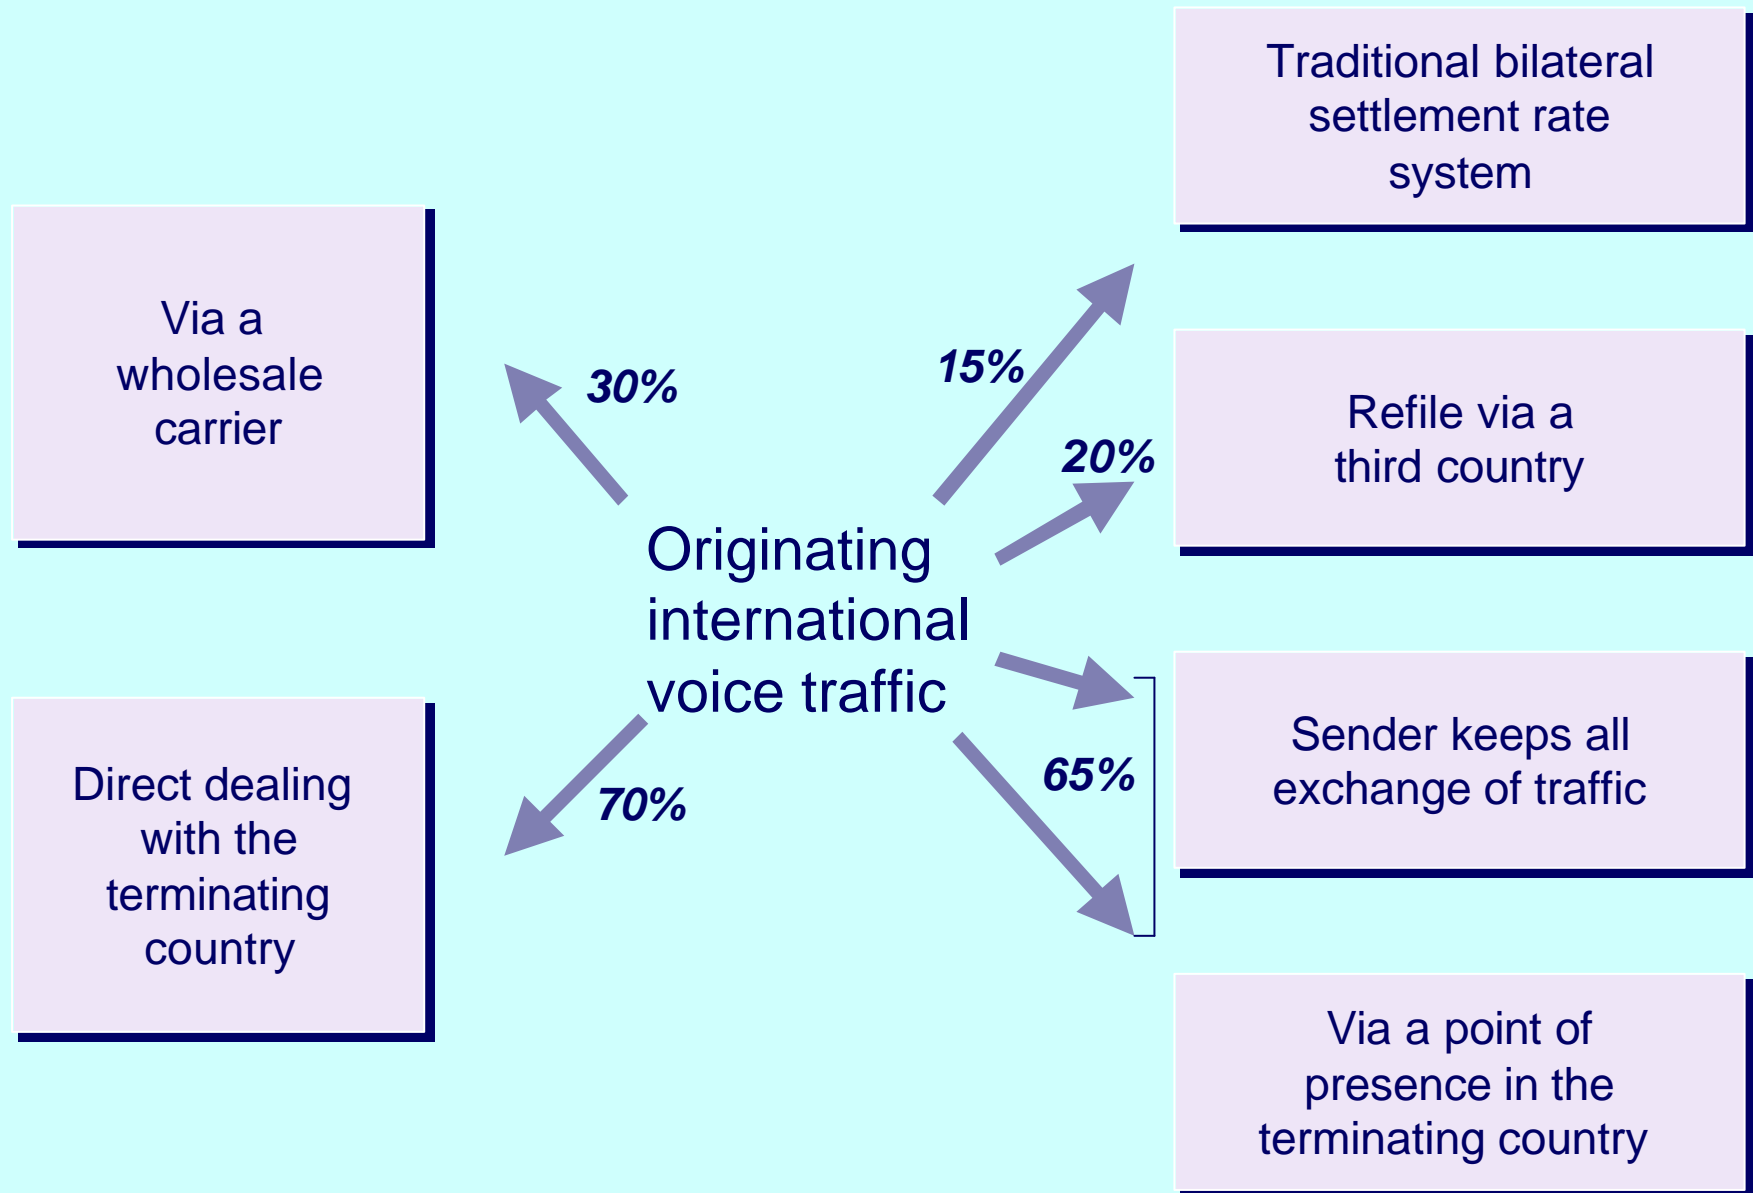 Traditional bilateral
settlement rate
system
Via a
wholesale
carrier
30%
15%
Refile via a
third country
20%
Originating
international
voice traffic
Direct dealing
with the
terminating
country
70%
65%
Sender keeps all
exchange of traffic
Via a point of
presence in the
terminating country